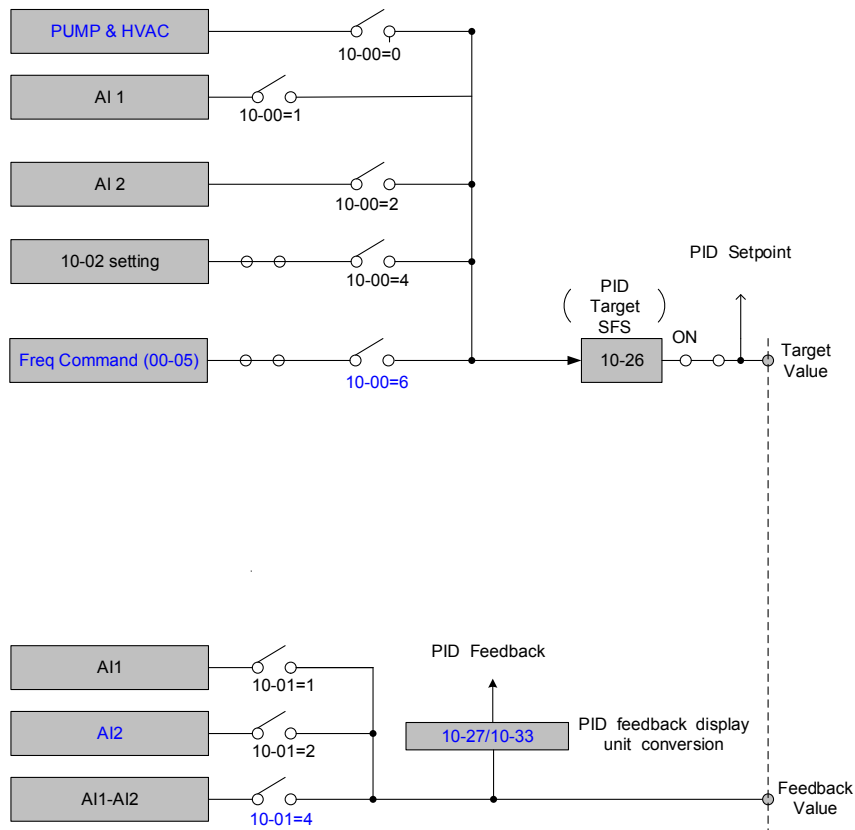 PUMP & HVAC
10-00=0
AI 1
10-00=1
AI 2
10-00=2
10-02 setting
10-00=4
Freq Command (00-05)
10-00=6
( PID )
Target
SFS
10-26
ON
PID Setpoint
Target
Value
AI1
10-01=1
AI2
10-01=2
AI1-AI2
10-01=4
PID Feedback
10-27/10-33
PID feedback display
unit conversion
Feedback
Value